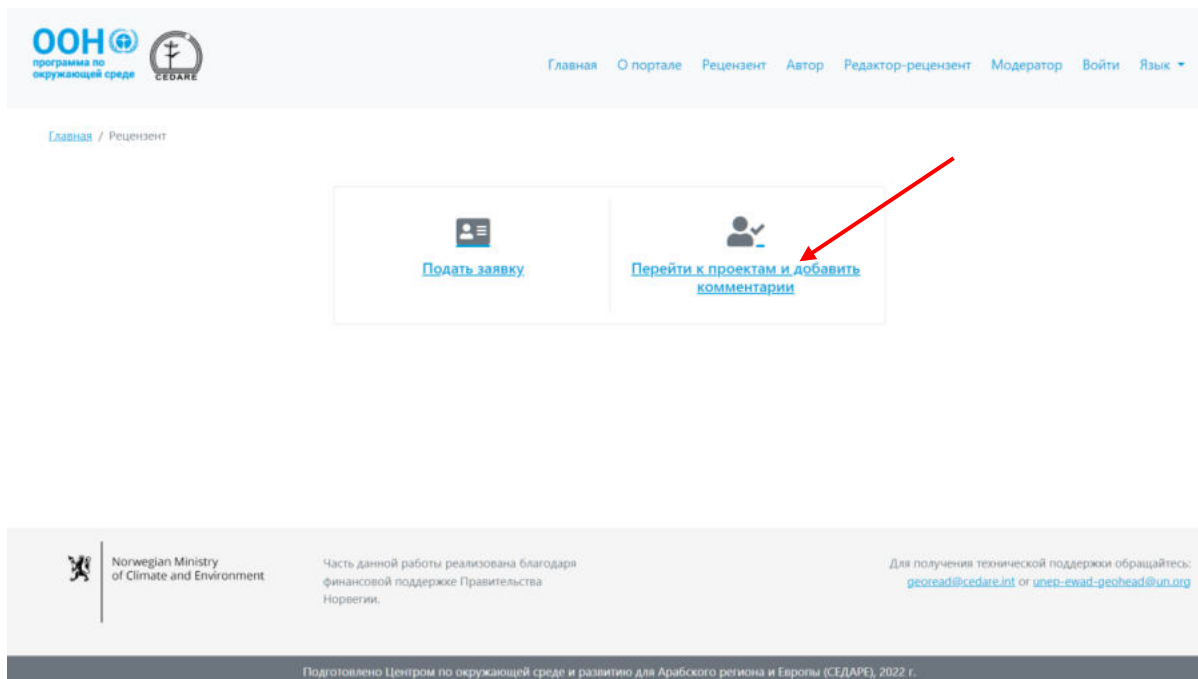 ООН
программа по
окружающей среде
CEDARE
Главная О портале Рецензент Автор Редактор-рецензент Модератор Войти Язык
Главная / Рецензент
Подать заявку
Перейти к проектам и добавить
комментарии
Norwegian Ministry
of Climate and Environment
Часть данной работы реализована благодаря
финансовой поддержке Правительства
Норвегии.
Для получения технической поддержки обращайтесь:
georead@cedare.int or unep-ewad-geohead@un.org
Подготовлено Центром по окружающей среде и развитию для Арабского региона и Европы (СЕДАРЕ), 2022 г.